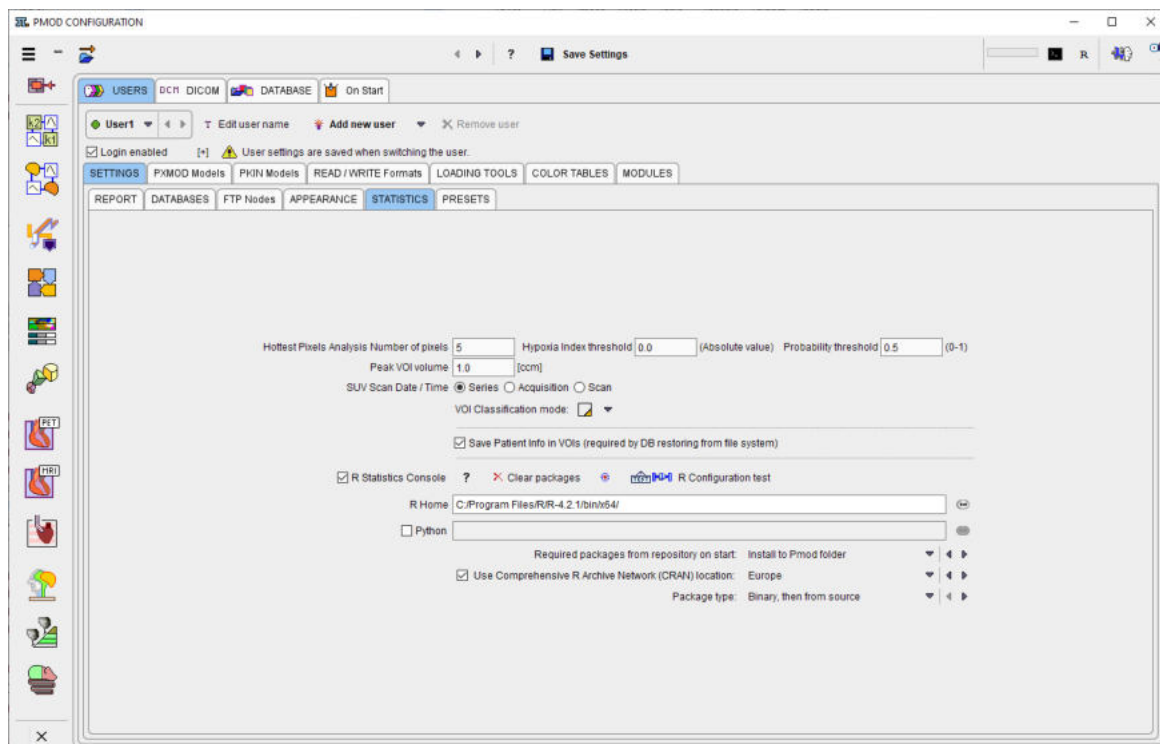 PMOD CONFIGURATION
? Save Settings R
USERS DCM DICOM DATABASE On Start
User1 T Edit user name Add new user Remove user
Login enabled [+] User settings are saved when switching the user.
SETTINGS PXMOD Models PKIN Models READ / WRITE Formats LOADING TOOLS COLOR TABLES MODULES
REPORT DATABASES FTP Nodes APPEARANCE STATISTICS PRESETS
k2
k1
Hottest Pixels Analysis Number of pixels 5 Hypoxia Index threshold 0.0 (Absolute value) Probability threshold 0.5 (0-1)
Peak VOI volume 1.0 [ccm]
SUV Scan Date / Time Series Acquisition Scan
VOI Classification mode:
PET
Save Patient Info in VOIs (required by DB restoring from file system)
MRI
R Statistics Console ? Clear packages R Configuration test
R Home C:/Program Files/R/R-4.2.1/bin/x64/
Python
Required packages from repository on start: Install to Pmod folder
Use Comprehensive R Archive Network (CRAN) location: Europe
Package type: Binary, then from source